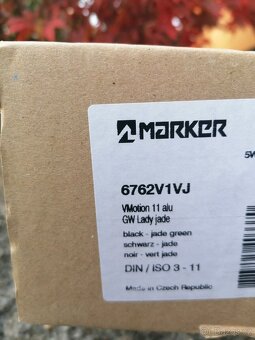 MARKER
5W
6762V1VJ
VMotion 11 alu
GW Lady jade
black - jade green
schwarz - jade
noir - vert jade
DIN / ISO 3 - 11
Made in Czech Republic